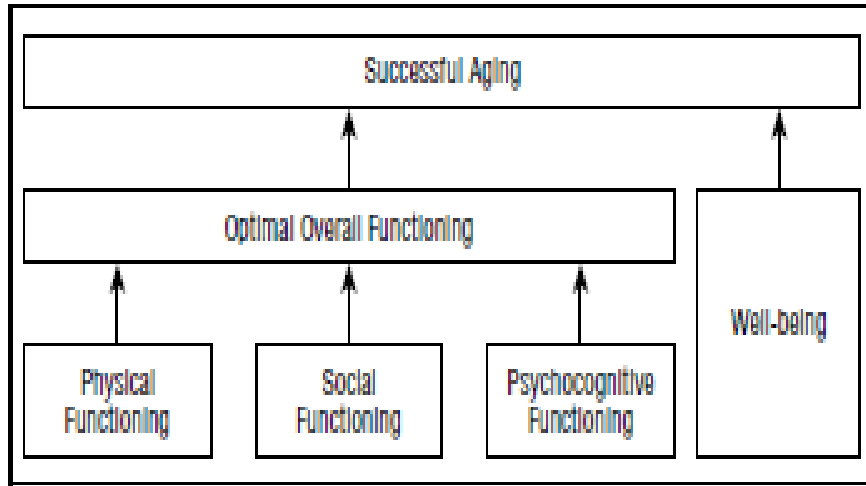 Successful Aging
Optimal Overall Functioning
Well-being
Physical
Functioning
Social
Functioning
Psychocognitive
Functioning